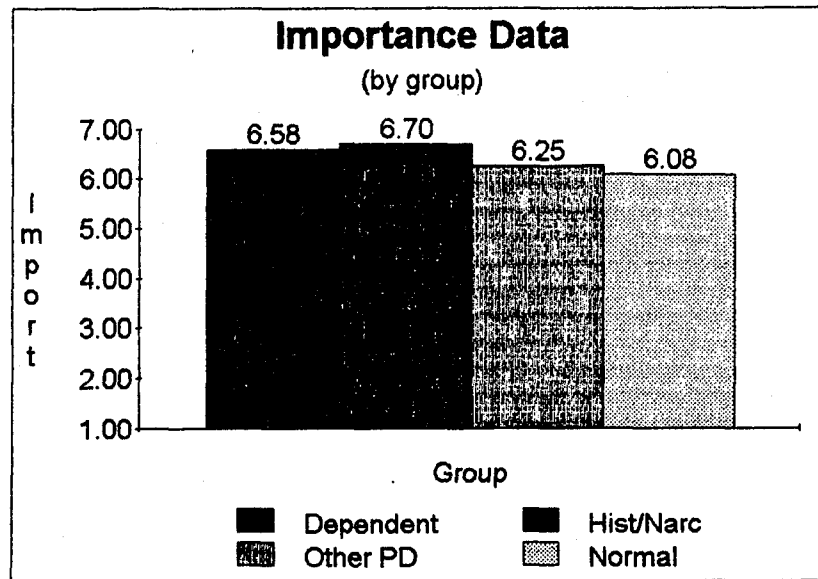 Importance Data
(by group)
6.58 6.70 6.25 6.08
7.00
6.00
5.00
4.00
3.00
2.00
1.00
Import
Group
Dependent Hist/Narc
Other PD Normal